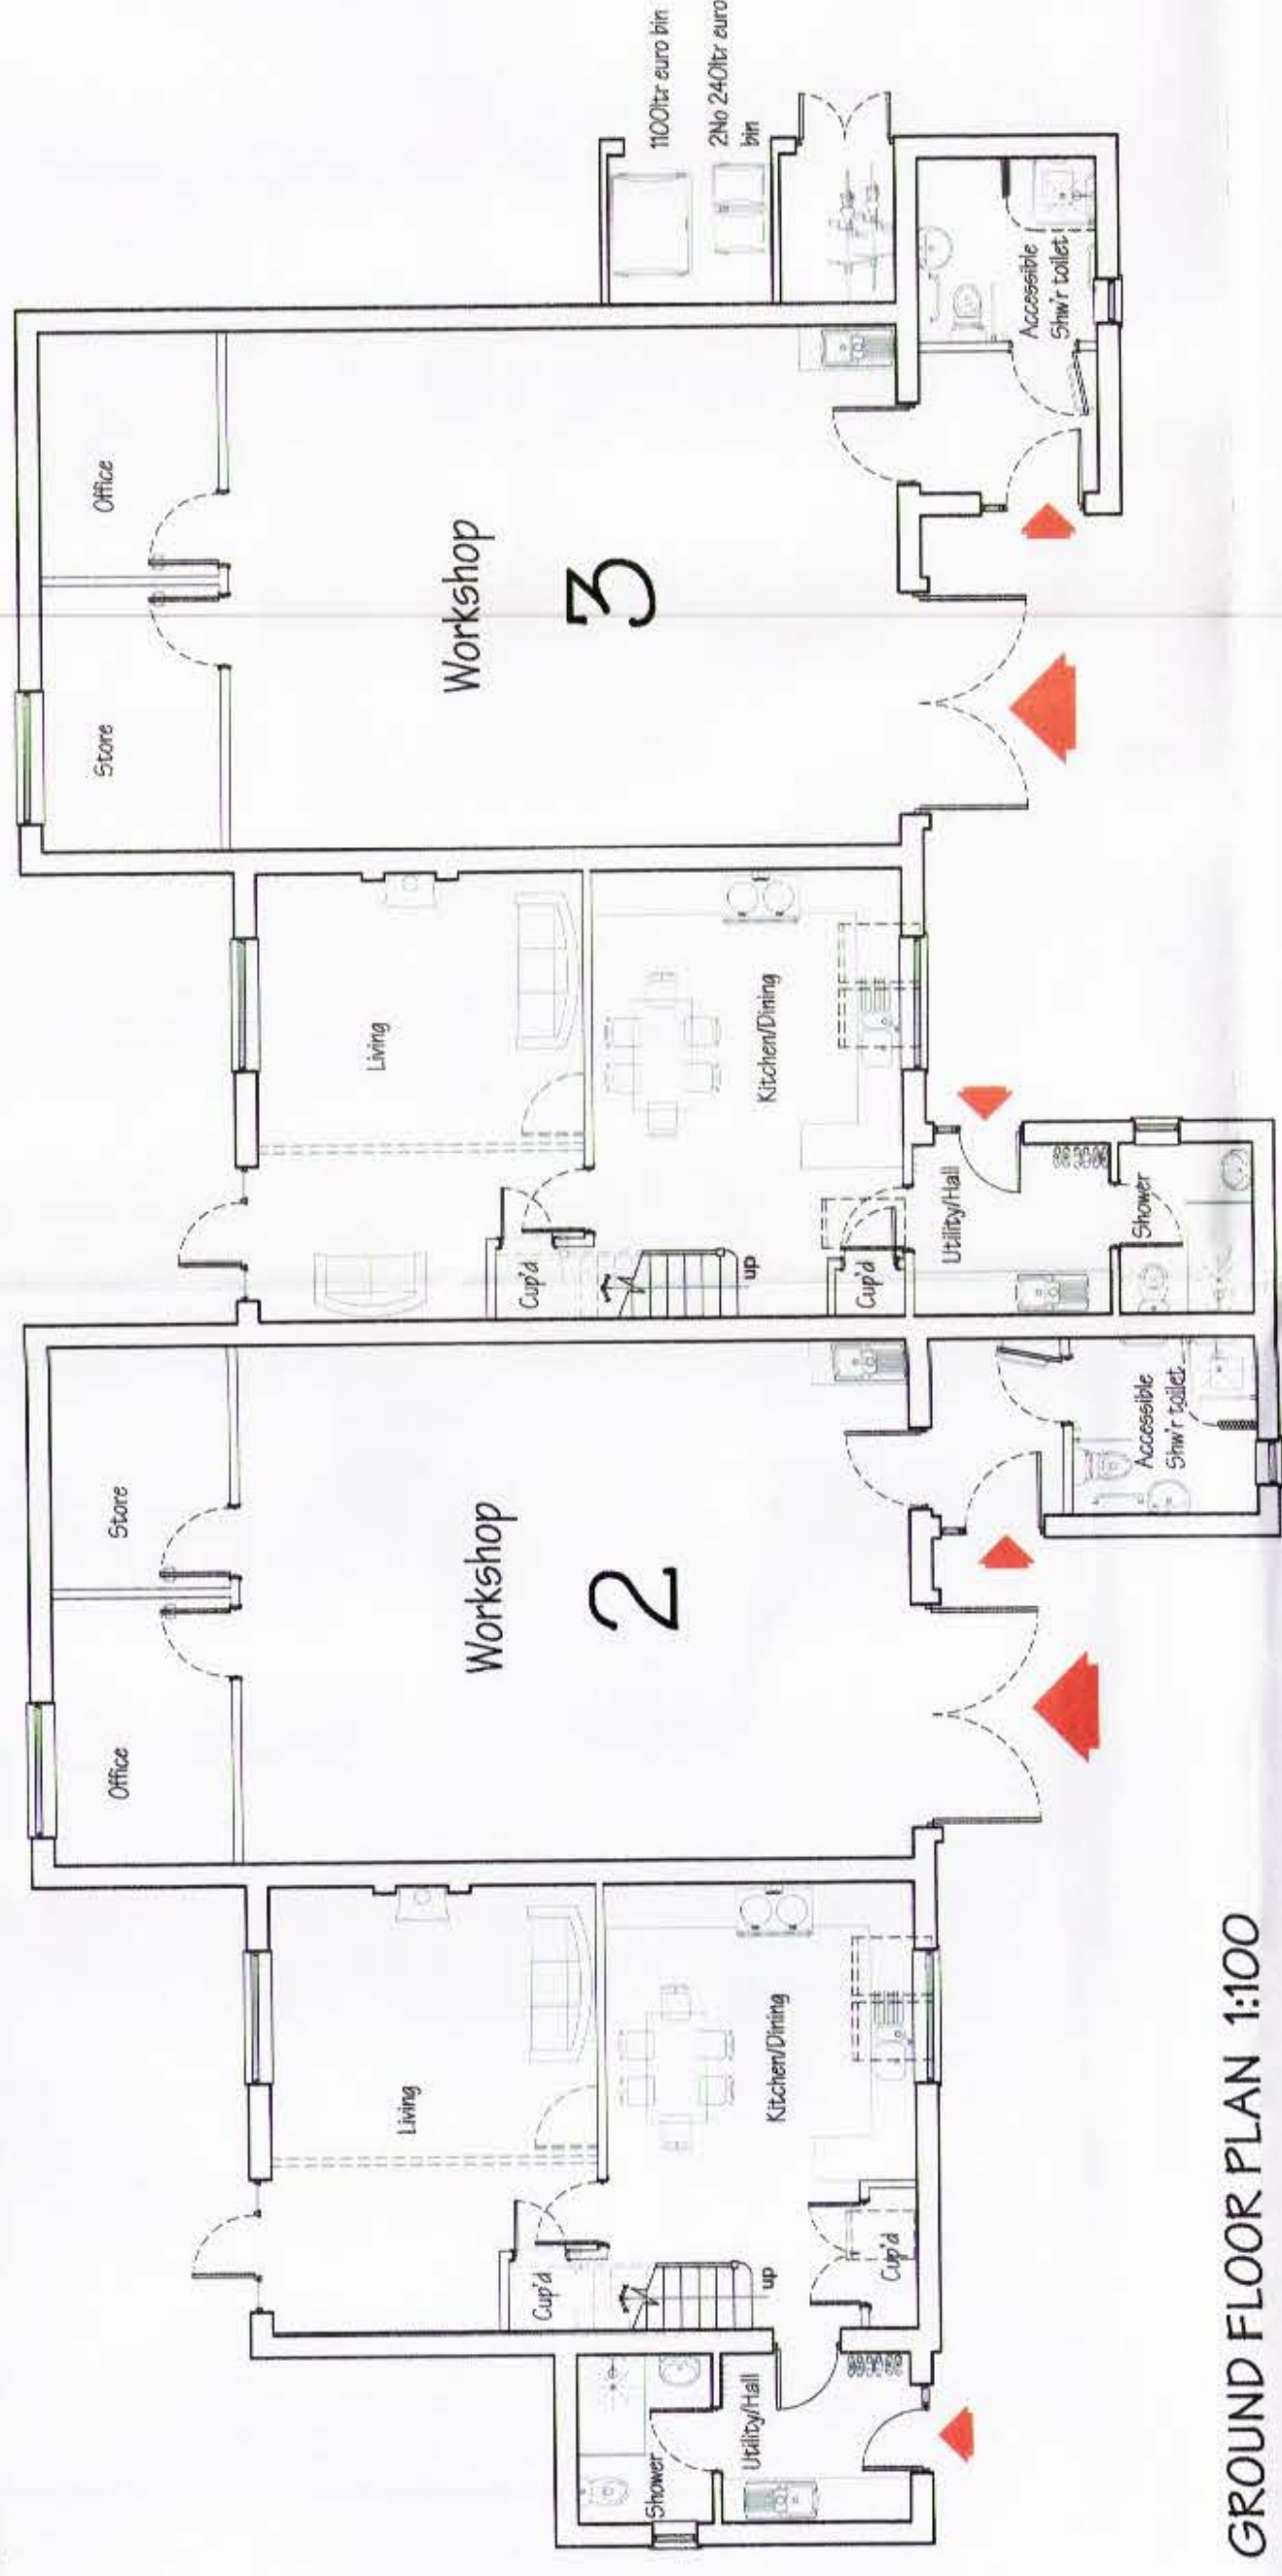 Office
Store
Office
Store
Workshop
2
Workshop
3
Living
Living
Cup'd
Cup'd
up
up
Kitchen/Dining
Kitchen/Dining
Cup'd
Cup'd
Shower
Utility/Hall
Utility/Hall
Shower
Accessible
Shw'r toilet
Accessible
Shw'r toilet
1100ltr euro bin
2No 240ltr euro
bin
GROUND FLOOR PLAN 1:100